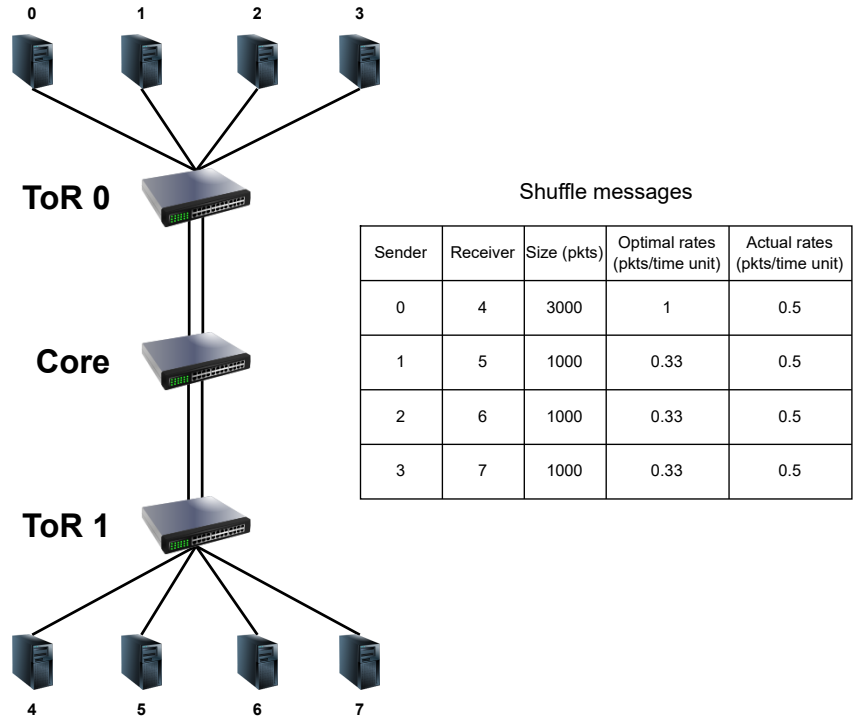 0 1 2 3
ToR 0
Shuffle messages
Sender Receiver Size (pkts) Optimal rates (pkts/time unit) Actual rates (pkts/time unit)
0 4 3000 1 0.5
Core
1 5 1000 0.33 0.5
2 6 1000 0.33 0.5
3 7 1000 0.33 0.5
ToR 1
4 5 6 7